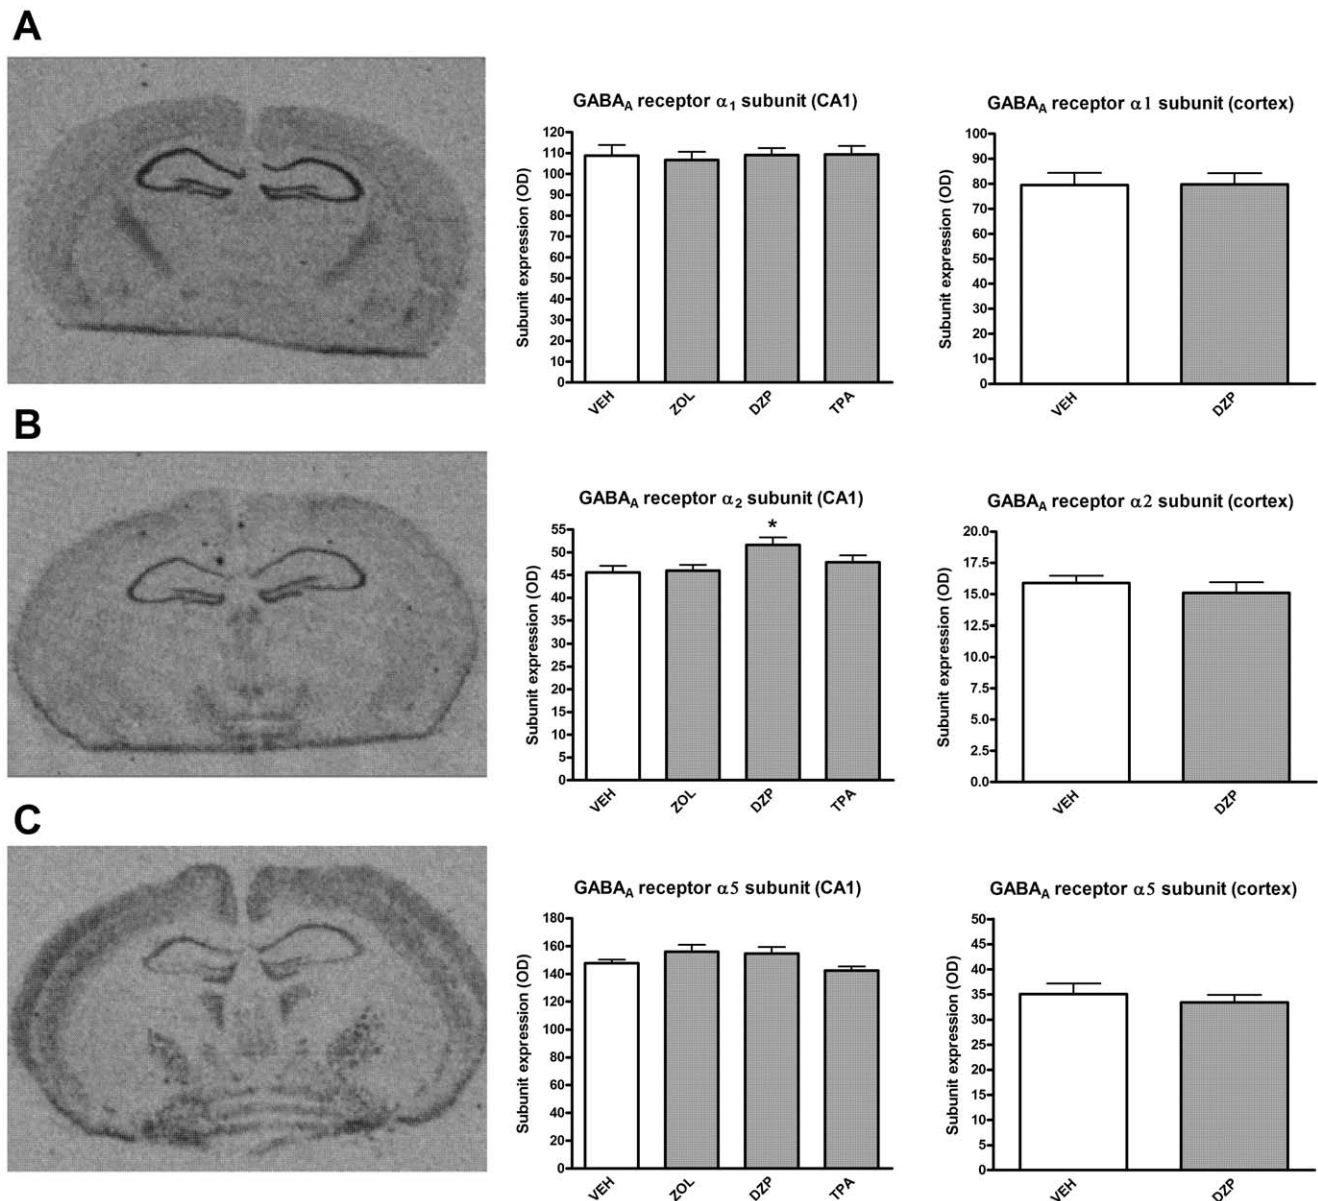 A
GABAA receptor α1 subunit (CA1)
Subunit expression (OD)
120
110
100
90
80
70
60
50
40
30
20
10
0
VEH
ZOL
DZP
TPA
GABAA receptor α1 subunit (cortex)
Subunit expression (OD)
100
90
80
70
60
50
40
30
20
10
0
VEH
DZP
B
GABAA receptor α2 subunit (CA1)
Subunit expression (OD)
55
50
45
40
35
30
25
20
15
10
5
0
*
VEH
ZOL
DZP
TPA
GABAA receptor α2 subunit (cortex)
Subunit expression (OD)
20.0
17.5
15.0
12.5
10.0
7.5
5.0
2.5
0.0
VEH
DZP
C
GABAA receptor α5 subunit (CA1)
Subunit expression (OD)
180
160
140
120
100
80
60
40
20
0
VEH
ZOL
DZP
TPA
GABAA receptor α5 subunit (cortex)
Subunit expression (OD)
50
45
40
35
30
25
20
15
10
5
0
VEH
DZP